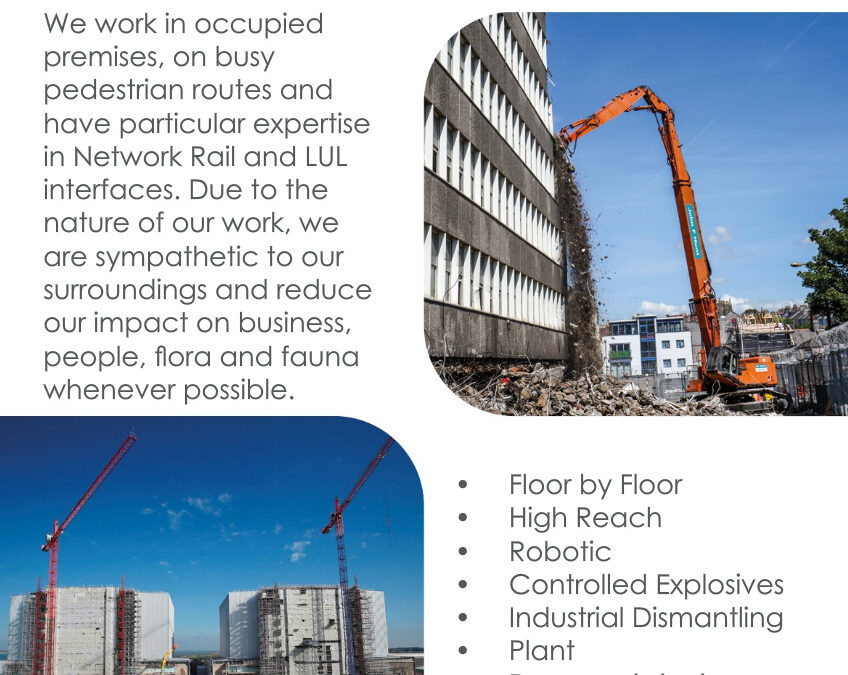 We work in occupied
premises, on busy
pedestrian routes and
have particular expertise
in Network Rail and LUL
interfaces. Due to the
nature of our work, we
are sympathetic to our
surroundings and reduce
our impact on business,
people, flora and fauna
whenever possible.
• Floor by Floor
• High Reach
• Robotic
• Controlled Explosives
• Industrial Dismantling
• Plant